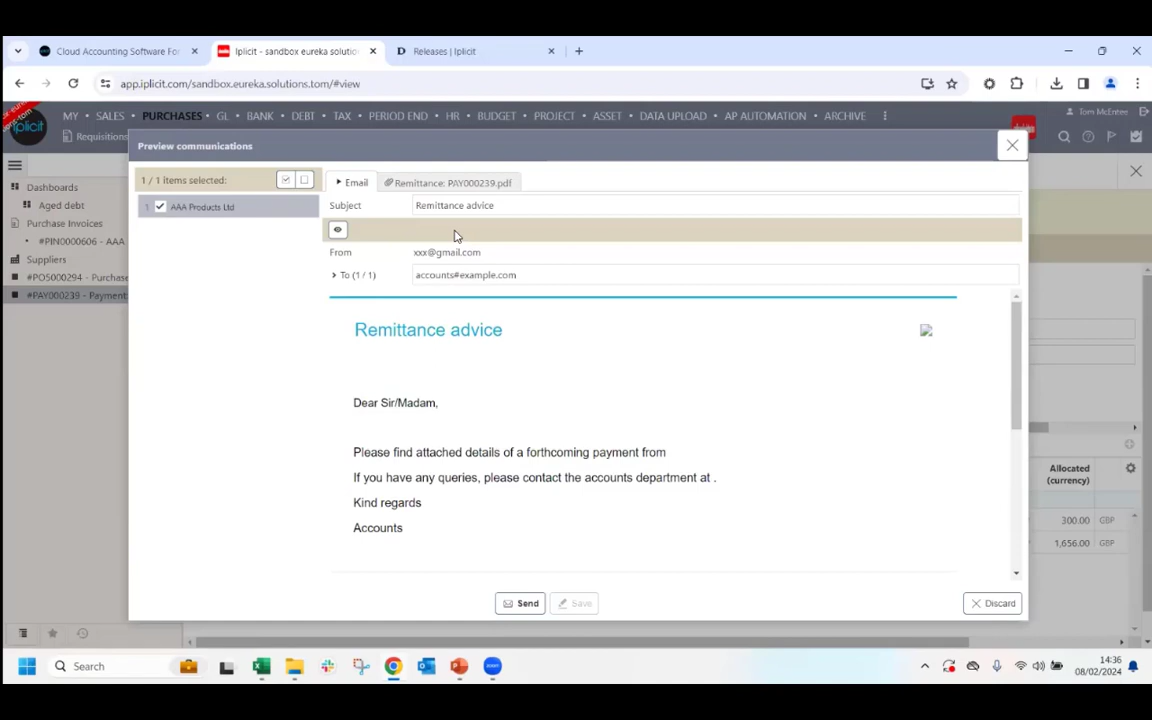 Cloud Accounting Software For
Iplicit - sandbox eureka solutio
Releases | Iplicit
app.iplicit.com/sandbox.eureka.solutions.tom/#view
iplicit
MY • SALES • PURCHASES • GL • BANK • DEBT • TAX • PERIOD END • HR • BUDGET • PROJECT • ASSET • DATA UPLOAD • AP AUTOMATION • ARCHIVE
Tom McEntee
Requisitions
Preview communications
1 / 1 items selected:
Email
Remittance: PAY000239.pdf
Dashboards
Aged debt
Purchase Invoices
#PIN0000606 - AAA
Suppliers
#PO5000294 - Purchase
#PAY000239 - Payment
1 AAA Products Ltd
Subject
Remittance advice
From
xxx@gmail.com
To (1 / 1)
accounts#example.com
Remittance advice
Dear Sir/Madam,
Please find attached details of a forthcoming payment from
If you have any queries, please contact the accounts department at .
Kind regards
Accounts
Allocated
(currency)
300.00 GBP
1,656.00 GBP
Send
Save
Discard
Search
14:36
08/02/2024